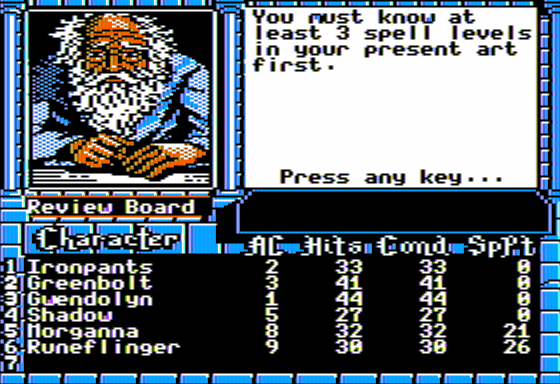 You must know at
least 3 spell levels
in your present art
first.
Press any key...
Review Board
Character AC Hits Cond SpPt
1 Ironpants 2 33 33 0
2 Greenbolt 3 41 41 0
3 Gwendolyn 1 44 44 0
4 Shadow 5 27 27 0
5 Morganna 8 32 32 21
6 Runeflinger 9 30 30 26
7